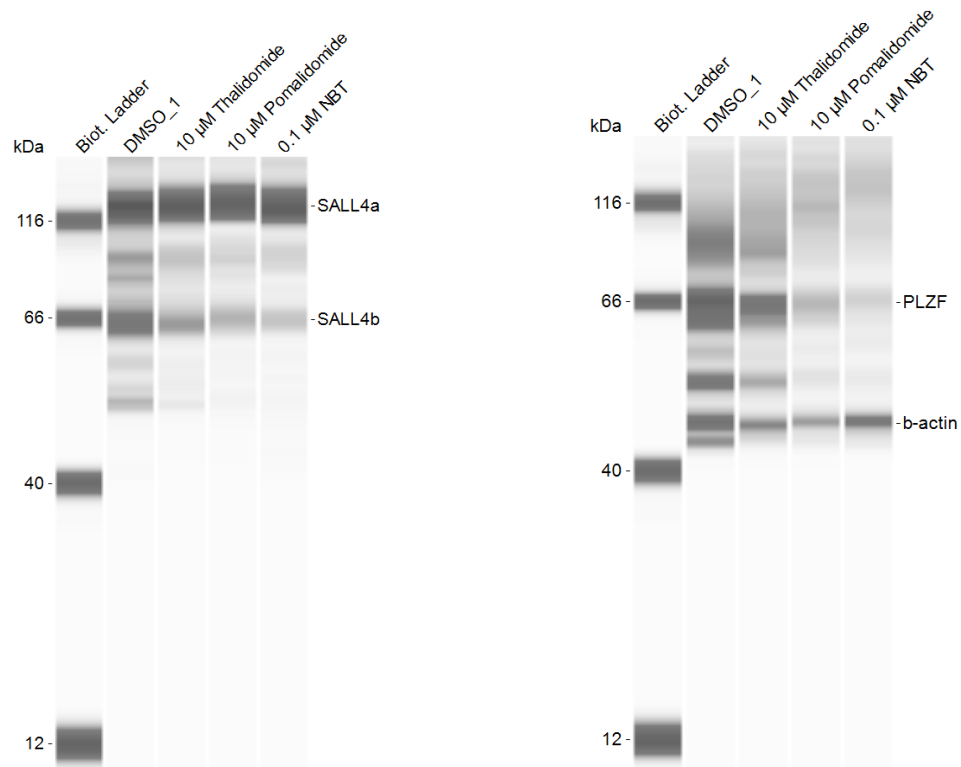 kDa
Biot. Ladder
DMSO_1
10 µM Thalidomide
10 µM Pomalidomide
0.1 µM NBT
116 -
66 -
40 -
12 -
- SALL4a
- SALL4b
kDa
Biot. Ladder
DMSO_1
10 µM Thalidomide
10 µM Pomalidomide
0.1 µM NBT
116 -
66 -
40 -
12 -
- PLZF
- b-actin